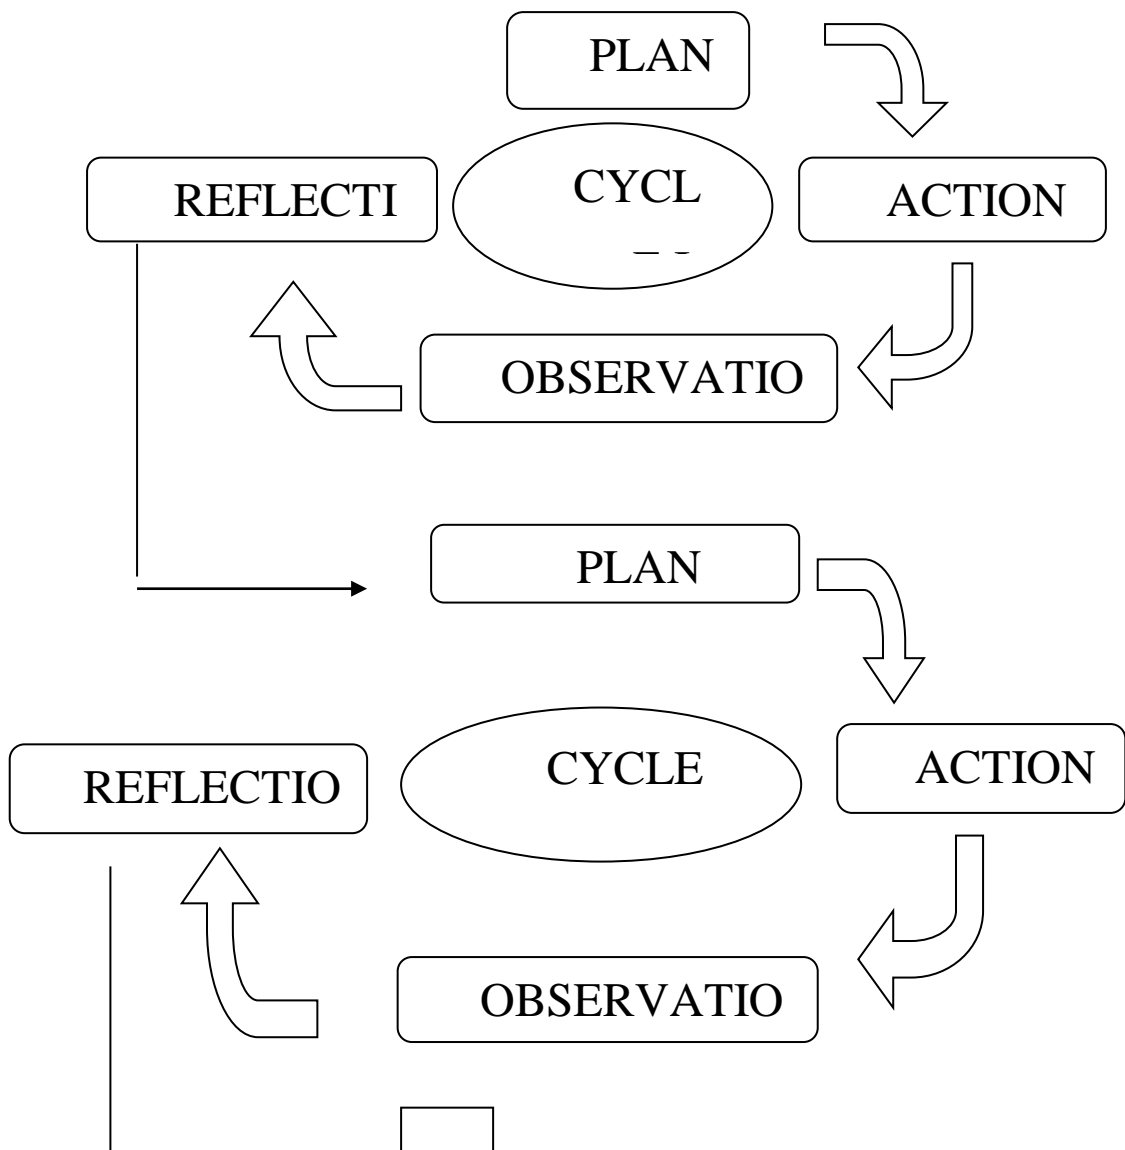 PLAN
REFLECTI
CYCL
ACTION
OBSERVATIO
PLAN
REFLECTIO
CYCLE
ACTION
OBSERVATIO